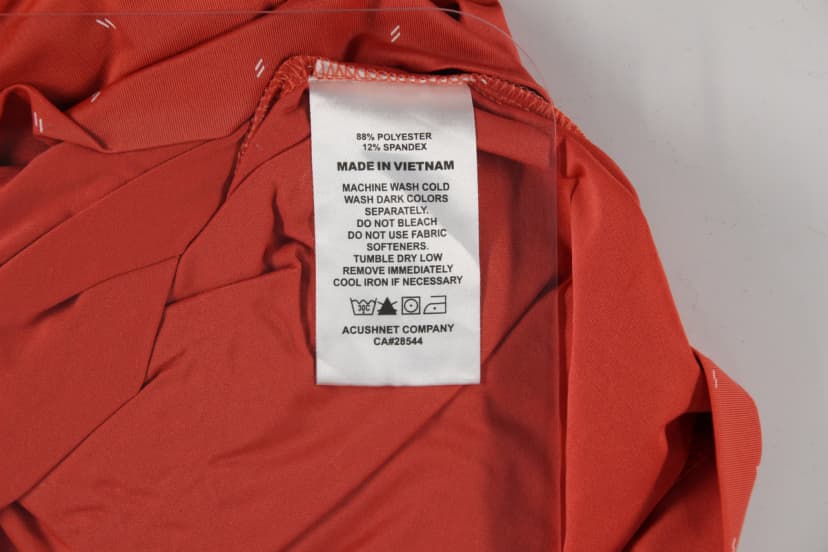 88% POLYESTER
12% SPANDEX
MADE IN VIETNAM
MACHINE WASH COLD
WASH DARK COLORS
SEPARATELY.
DO NOT BLEACH
DO NOT USE FABRIC
SOFTENERS.
TUMBLE DRY LOW
REMOVE IMMEDIATELY
COOL IRON IF NECESSARY
30C
ACUSHNET COMPANY
CA#28544